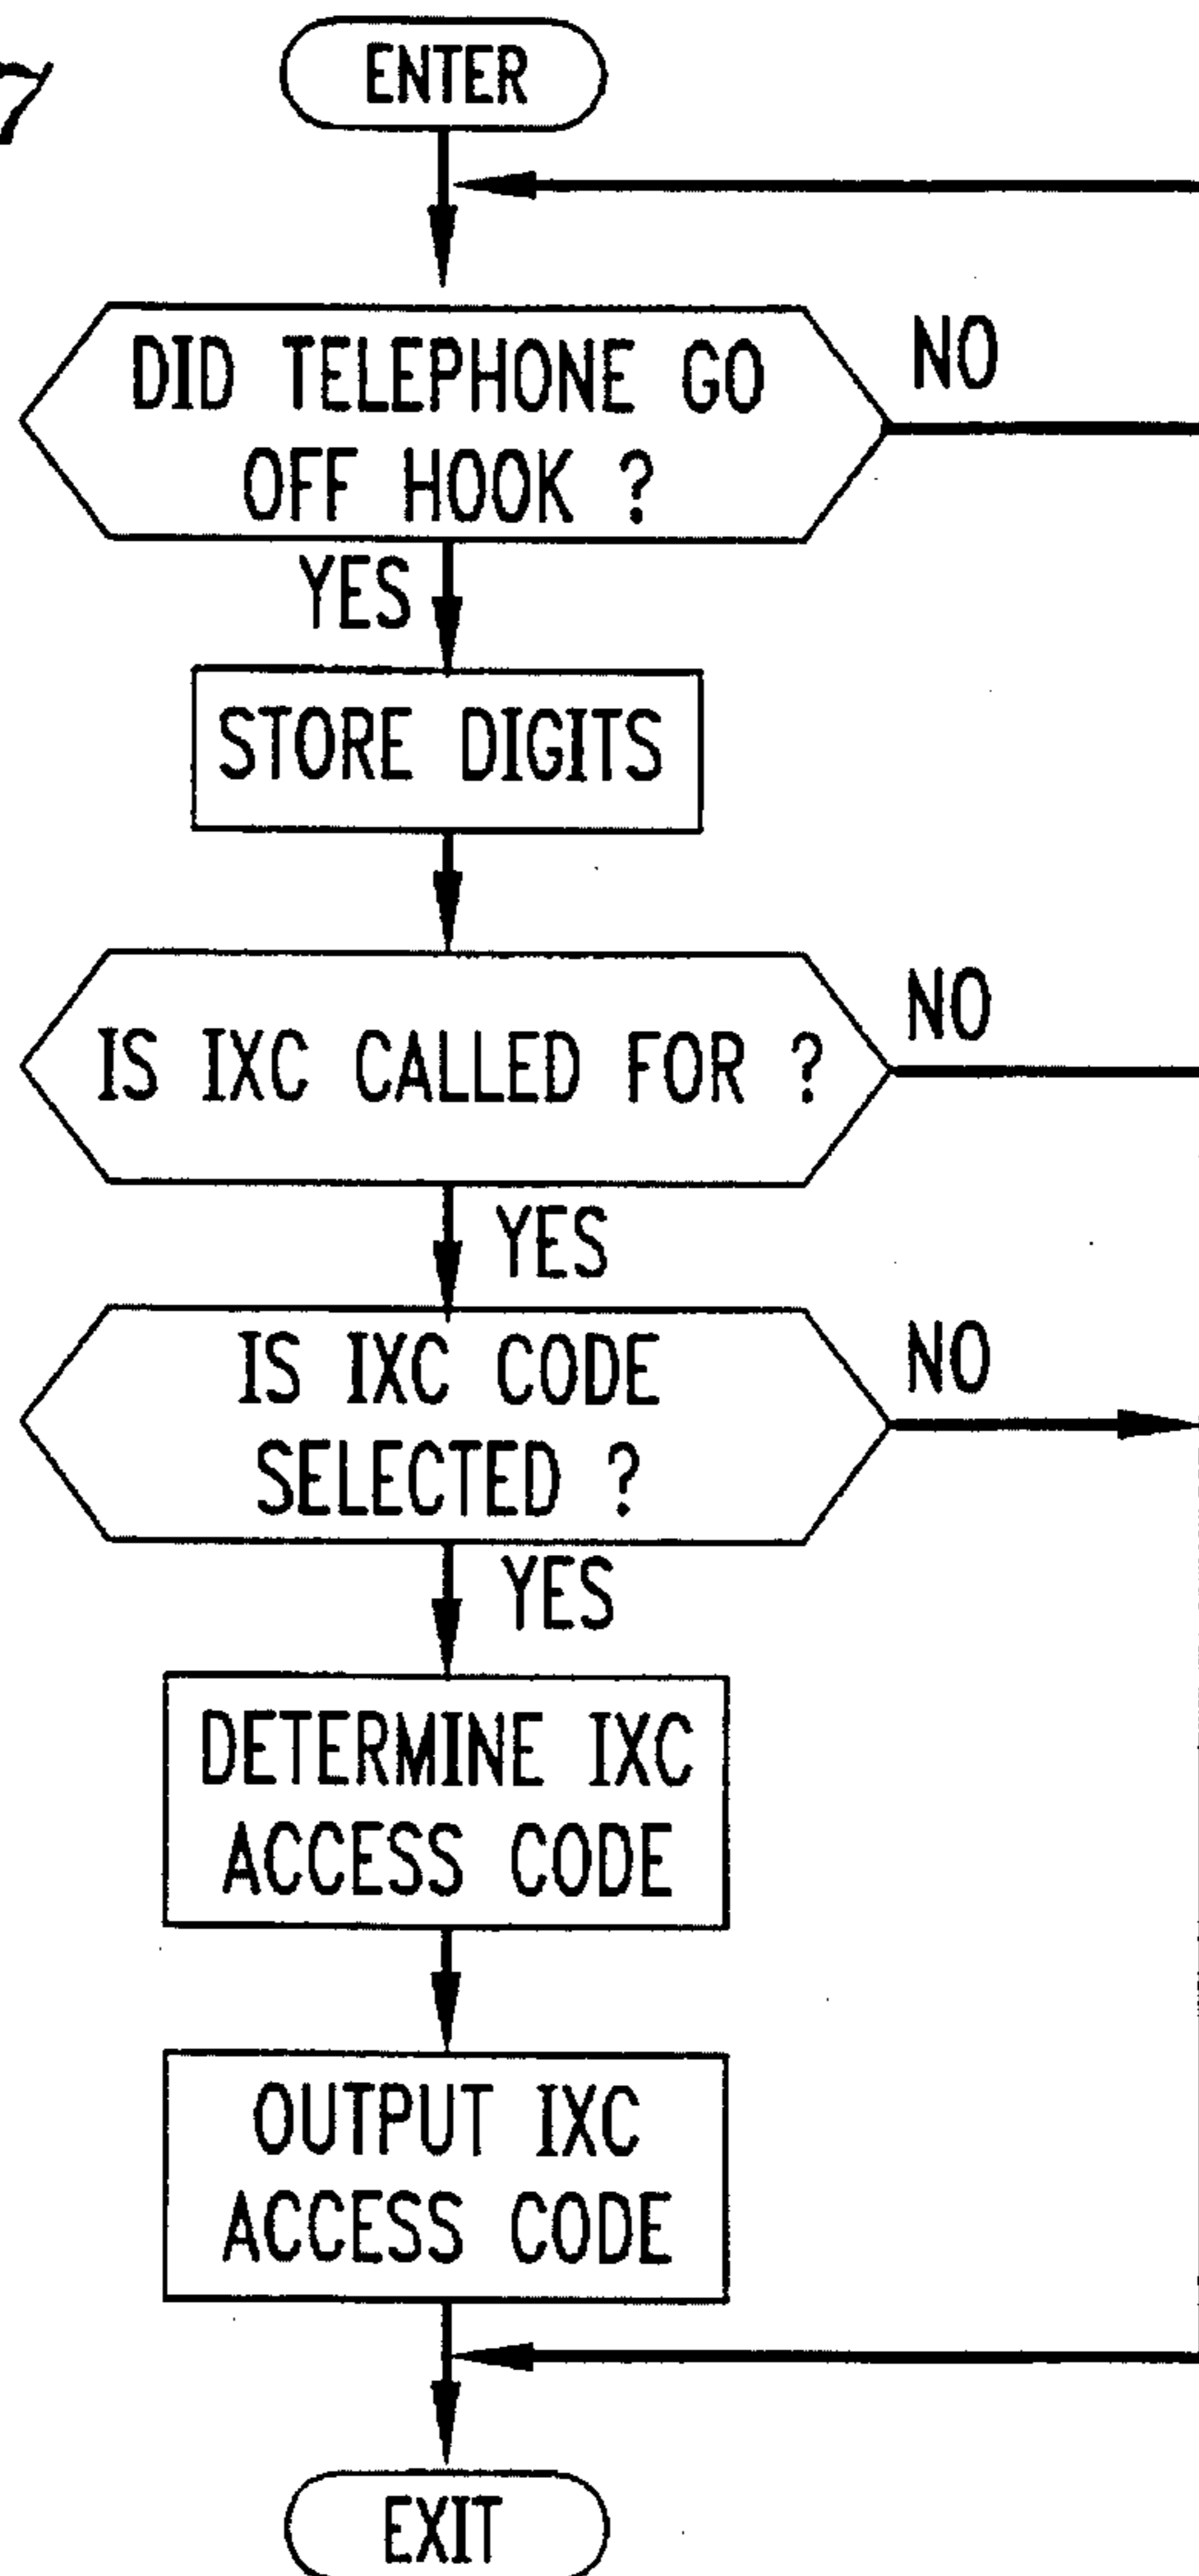 7
ENTER
DID TELEPHONE GO
OFF HOOK ?
NO
YES
STORE DIGITS
IS IXC CALLED FOR ?
NO
YES
IS IXC CODE
SELECTED ?
NO
YES
DETERMINE IXC
ACCESS CODE
OUTPUT IXC
ACCESS CODE
EXIT